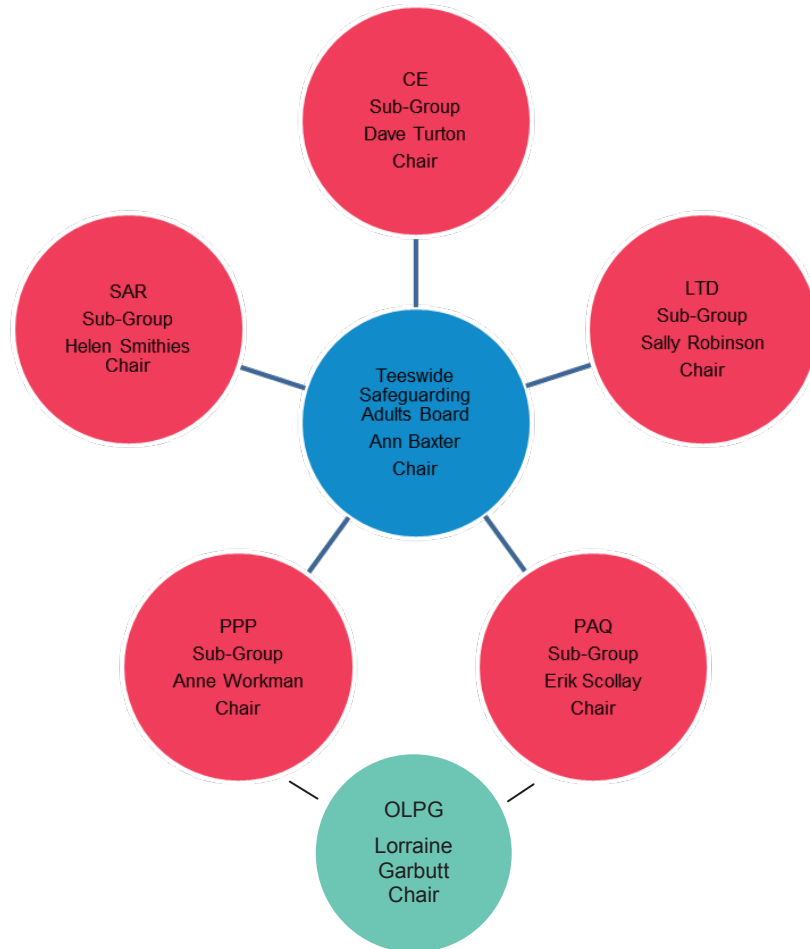 CE
Sub-Group
Dave Turton
Chair
SAR
Sub-Group
Helen Smithies
Chair
LTD
Sub-Group
Sally Robinson
Chair
Teeswide
Safeguarding
Adults Board
Ann Baxter
Chair
PPP
Sub-Group
Anne Workman
Chair
PAQ
Sub-Group
Erik Scollay
Chair
OLPG
Lorraine
Garbutt
Chair